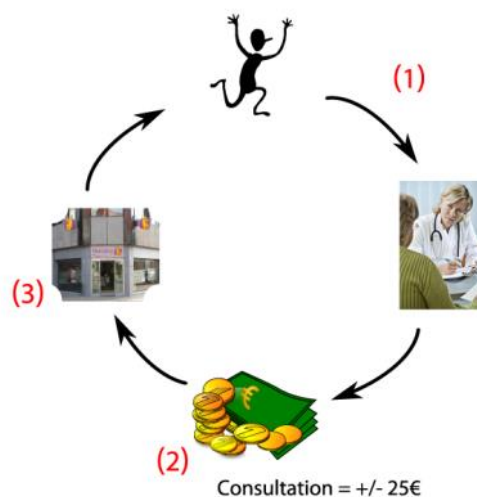 (1)
(3)
(2)
Consultation = +/- 25€